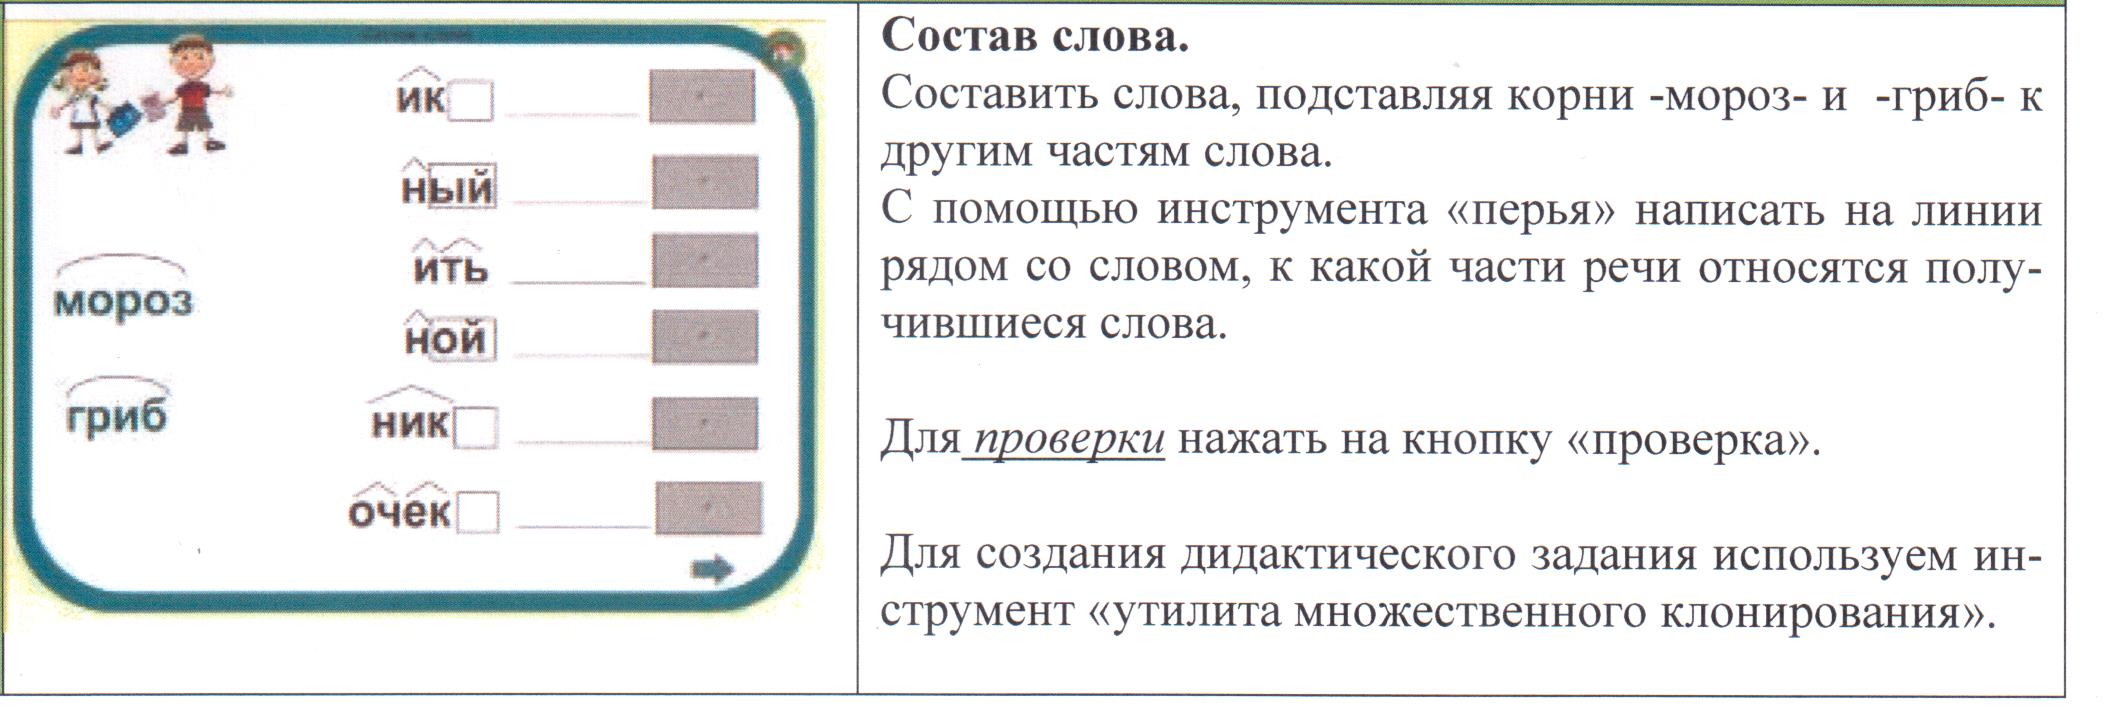 ик
ный
ить
мороз
ной
гриб
ник
очек
Состав слова.
Составить слова, подставляя корни -мороз- и -гриб- к
другим частям слова.
С помощью инструмента «перья» написать на линии
рядом со словом, к какой части речи относятся полу-
чившиеся слова.
Для проверки нажать на кнопку «проверка».
Для создания дидактического задания используем ин-
струмент «утилита множественного клонирования».